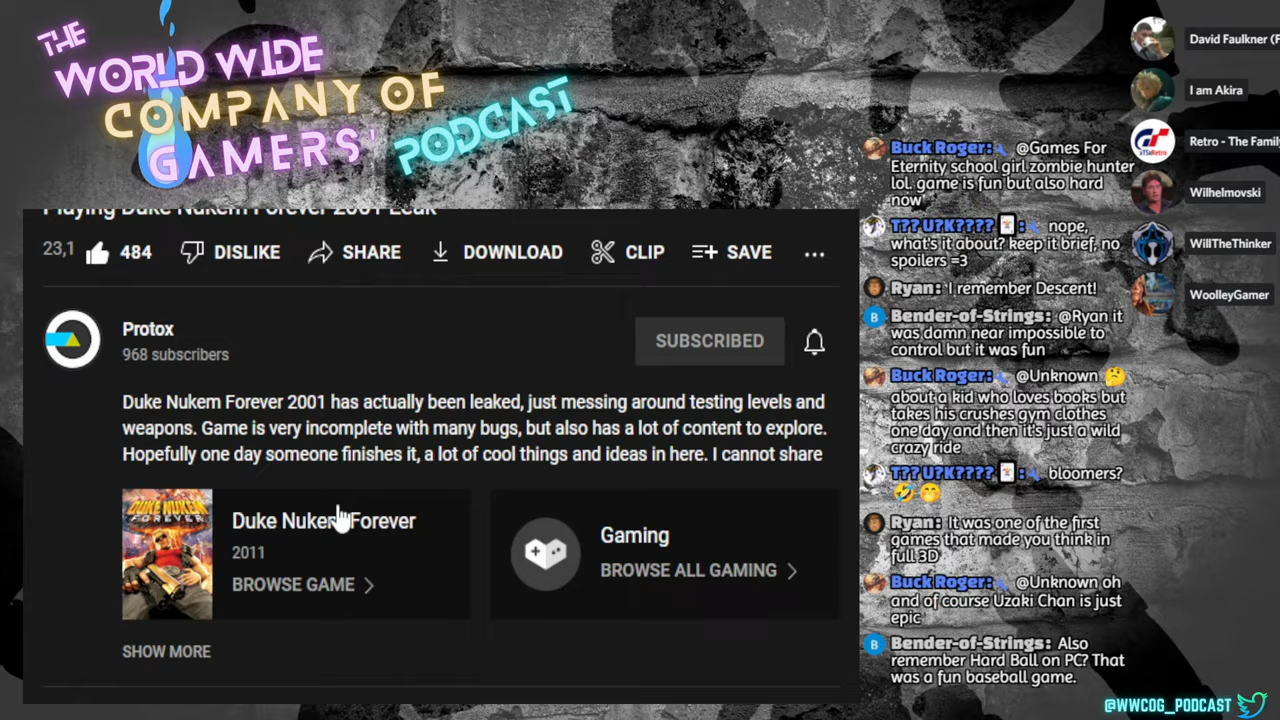 THE
WORLD WIDE
COMPANY OF
GAMERS' PODCAST
Playing Duke Nukem Forever 2001 Leak
23,1 484 DISLIKE SHARE DOWNLOAD CLIP SAVE ...
Protox
968 subscribers
SUBSCRIBED
Duke Nukem Forever 2001 has actually been leaked, just messing around testing levels and
weapons. Game is very incomplete with many bugs, but also has a lot of content to explore.
Hopefully one day someone finishes it, a lot of cool things and ideas in here. I cannot share
DUKE NUKEM
FOREVER
Duke Nukem Forever
2011
BROWSE GAME
Gaming
BROWSE ALL GAMING
SHOW MORE
Buck Roger: @Games For
Eternity school girl zombie hunter
lol. game is fun but also hard
now
T?? U?K????: nope,
what's it about? keep it brief, no
spoilers =3
Ryan: I remember Descent!
B
Bender-of-Strings: @Ryan it
was damn near impossible to
control but it was fun
Buck Roger: @Unknown 🤔
about a kid who loves books but
takes his crushes gym clothes
one day and then it's just a wild
crazy ride
T?? U?K????: bloomers?
🤣🤭
Ryan: It was one of the first
games that made you think in
full 3D
Buck Roger: @Unknown oh
and of course Uzaki Chan is just
epic
B
Bender-of-Strings: Also
remember Hard Ball on PC? That
was a fun baseball game.
David Faulkner (F
I am Akira
Retro - The Family
Wilhelmovski
WillTheThinker
WoolleyGamer
@WWCOG_PODCAST